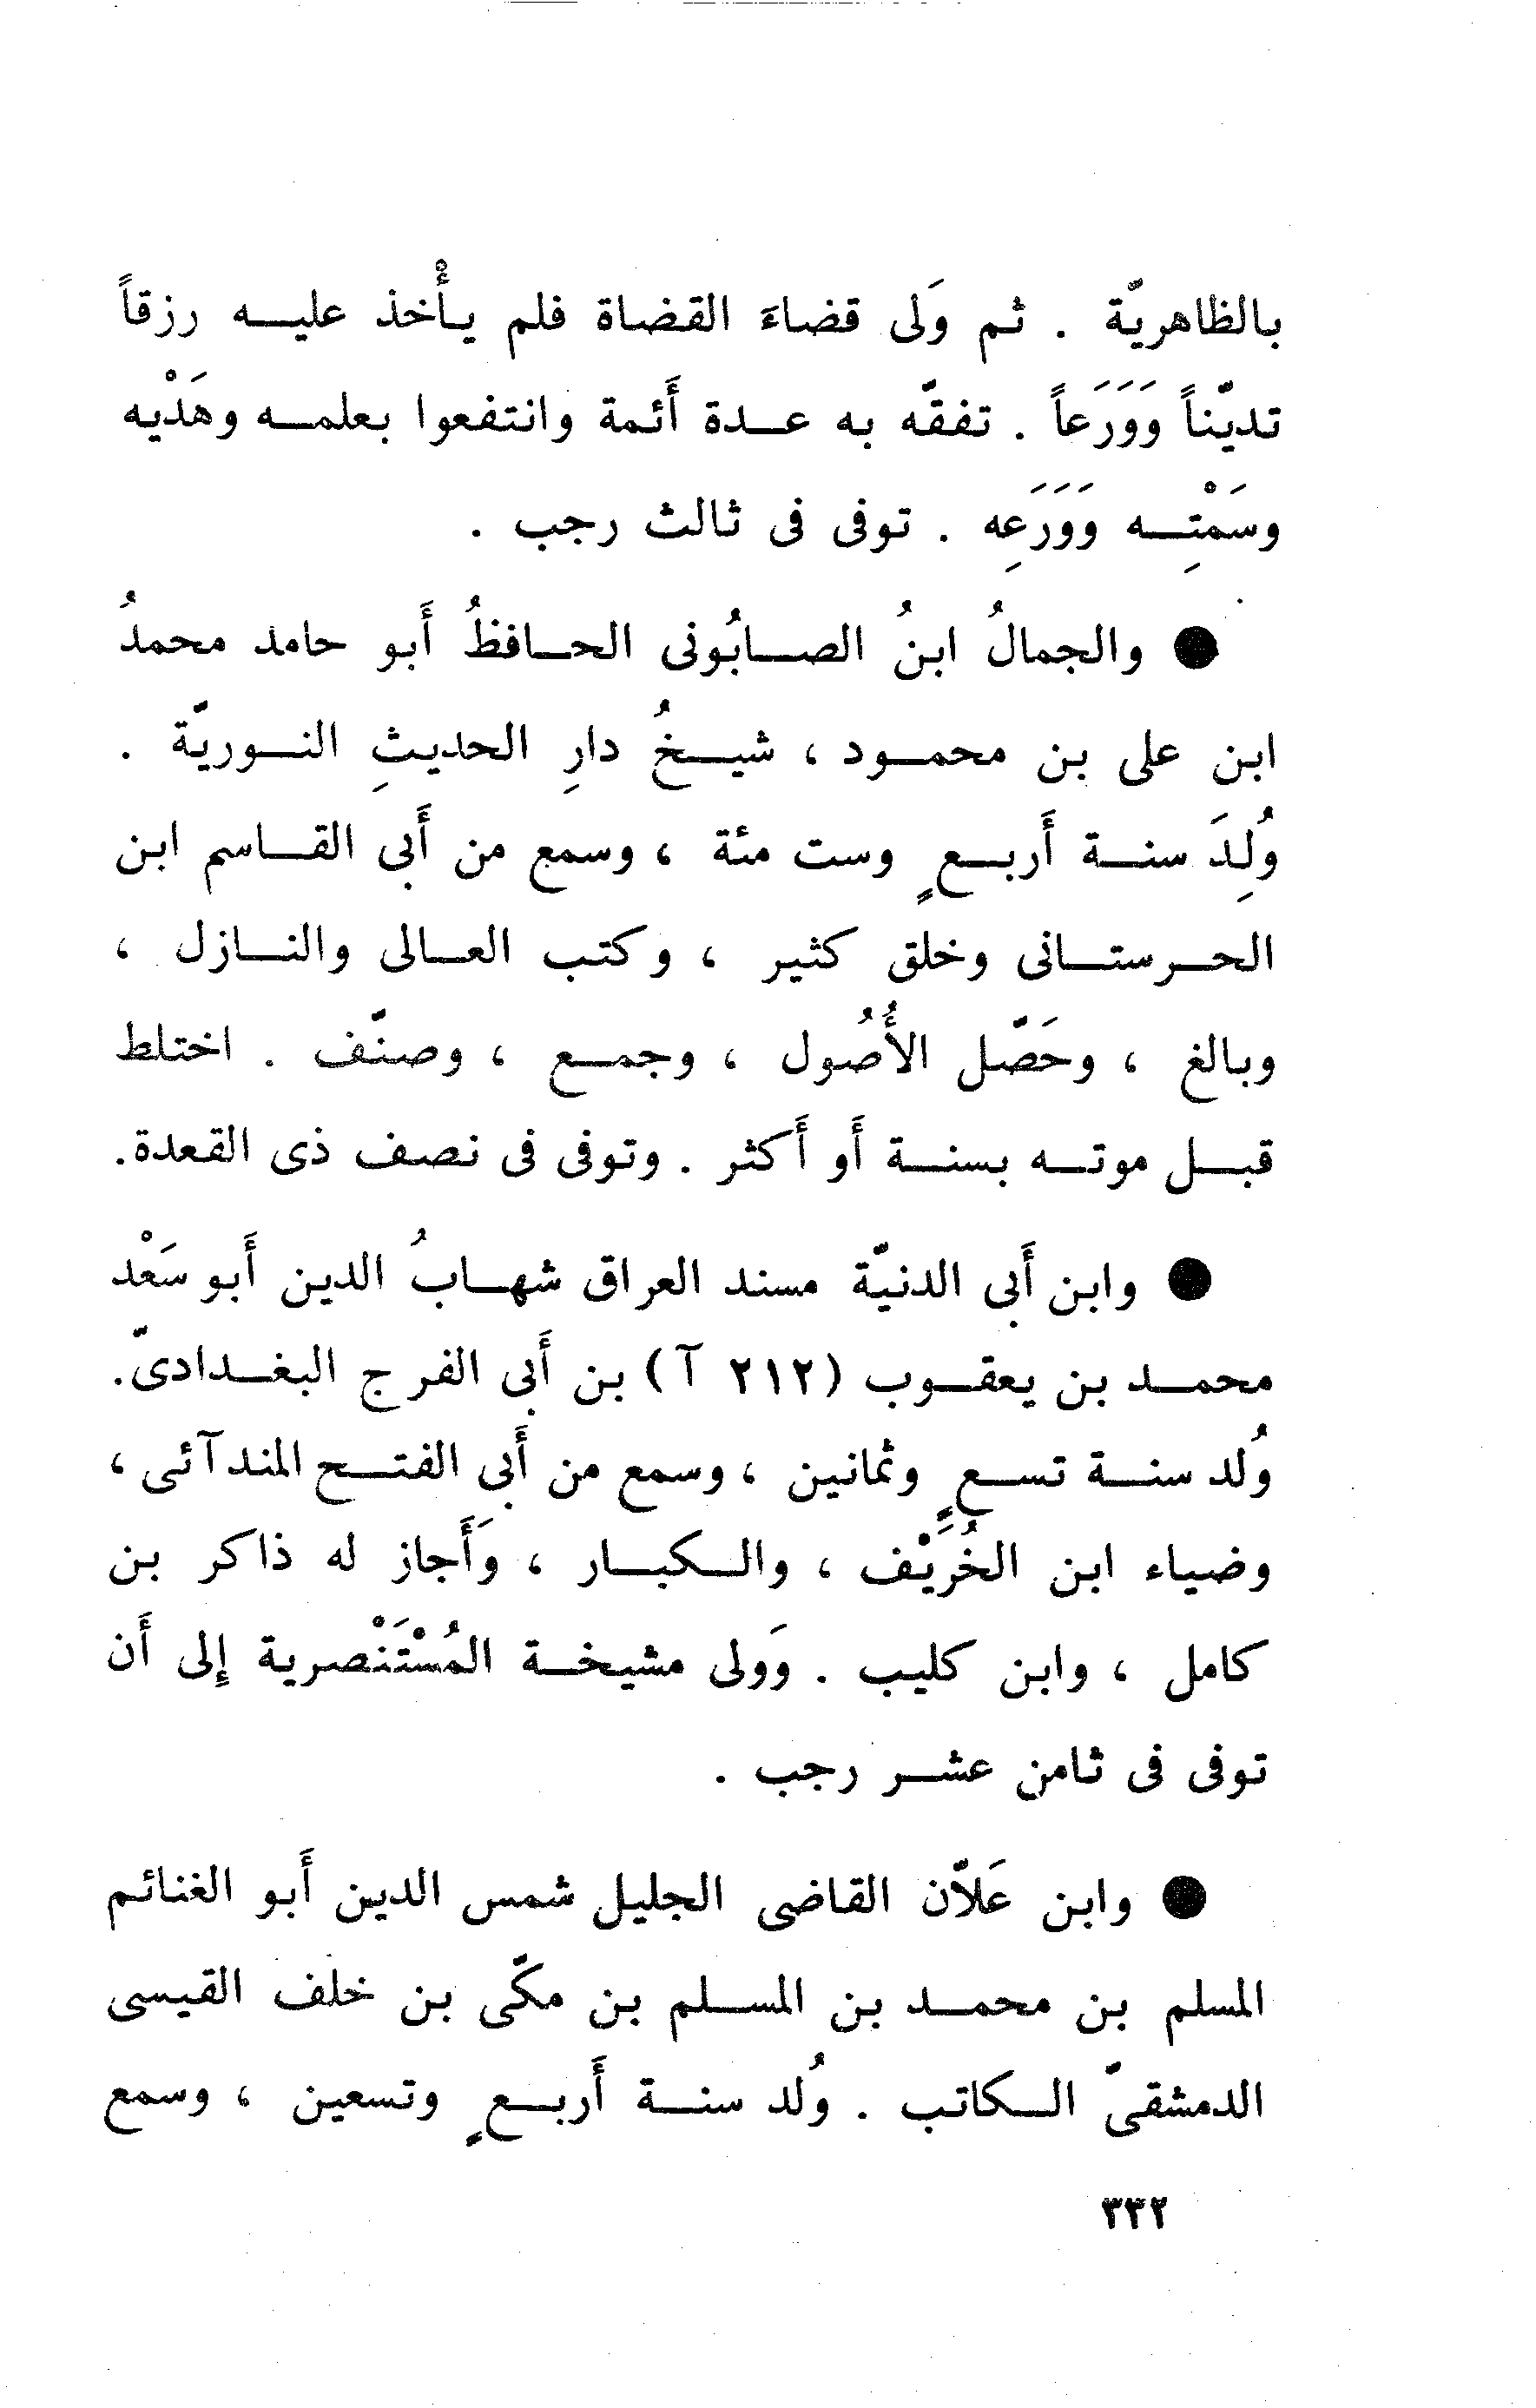 بالظاهريّة . ثم وَلى قضاءَ القضاة فلم يأْخذ عليه رزقاً
تديّناً وَوَرَعاً . تفقّه به عدة أَئمة وانتفعوا بعلمه وهَدْيه
وسَمْتِه وَوَرَعِه . توفى فى ثالث رجب .
● والجمالُ ابنُ الصابُونى الحافظُ أَبو حامد محمدُ
ابن على بن محمود ، شيخُ دارِ الحديثِ النوريّة .
وُلِدَ سنة أَربعٍ وست مئة ، وسمع من أَبى القاسم ابن
الحرستانى وخلق كثير ، وكتب العالى والنازل ،
وبالغ ، وحَصّل الأُصُول ، وجمع ، وصنّف . اختلط
قبل موته بسنة أَو أَكثر . وتوفى فى نصف ذى القعدة.
● وابن أَبى الدنيّة مسند العراق شهابُ الدين أَبو سَعْد
محمد بن يعقوب (٢١٢ آ) بن أَبى الفرج البغدادىّ.
وُلد سنة تسعٍ وثمانين ، وسمع من أَبى الفتح المندآئى ،
وضياء ابن الخُرَيْف ، والكبار ، وَأَجاز له ذاكر بن
كامل ، وابن كليب . وَولى مشيخة المُسْتَنْصرية إلى أَن
توفى فى ثامن عشر رجب .
● وابن عَلاّن القاضى الجليل شمس الدين أَبو الغنائم
المسلم بن محمد بن المسلم بن مكّى بن خلف القيسى
الدمشقىّ الكاتب . وُلد سنة أَربعٍ وتسعين ، وسمع
٣٣٢